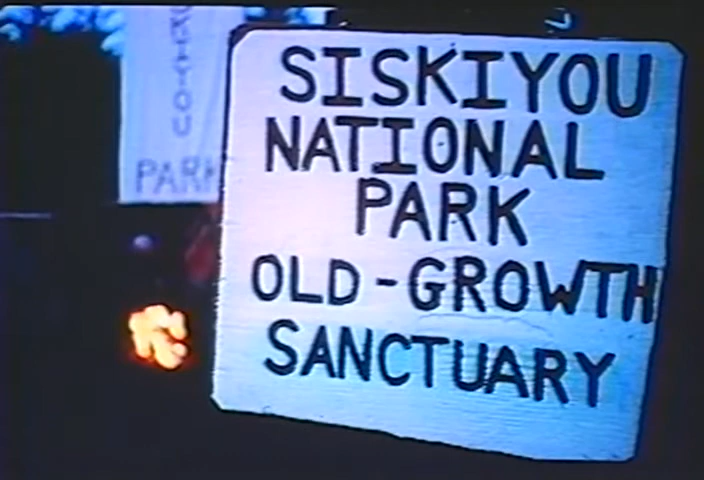 SISKIYOU
NATIONAL
PARK
OLD-GROWTH
SANCTUARY
PARK